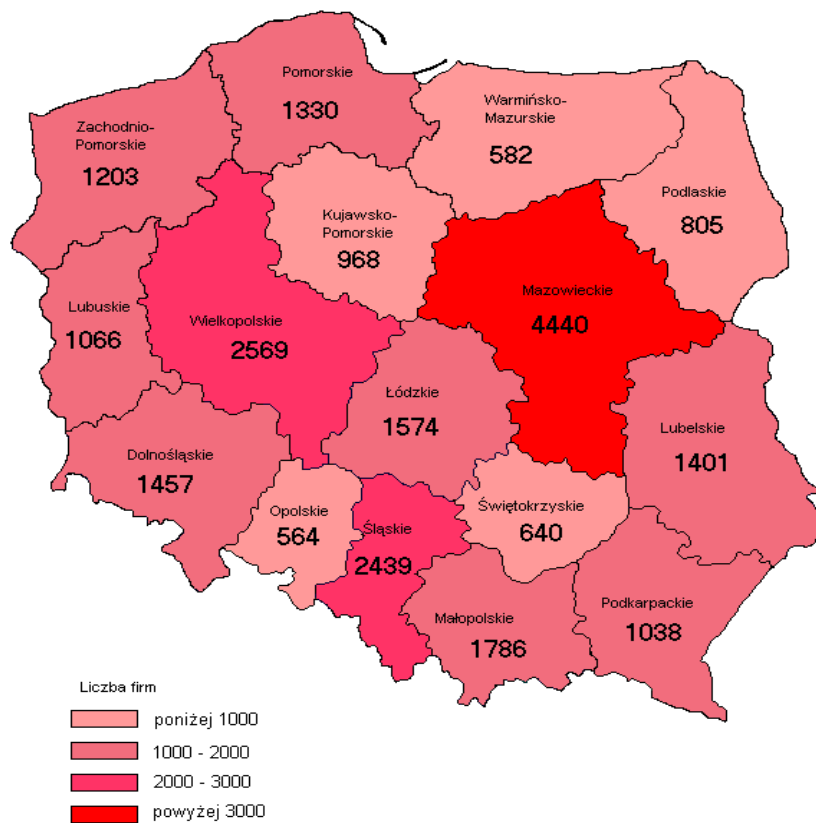 Pomorskie
1330
Zachodnio-
Pomorskie
1203
Warmińsko-
Mazurskie
582
Podlaskie
805
Kujawsko-
Pomorskie
968
Mazowieckie
4440
Lubuskie
1066
Wielkopolskie
2569
Łódzkie
1574
Lubelskie
1401
Dolnośląskie
1457
Opolskie
564
Śląskie
2439
Świętokrzyskie
640
Małopolskie
1786
Podkarpackie
1038
Liczba firm
poniżej 1000
1000 - 2000
2000 - 3000
powyżej 3000